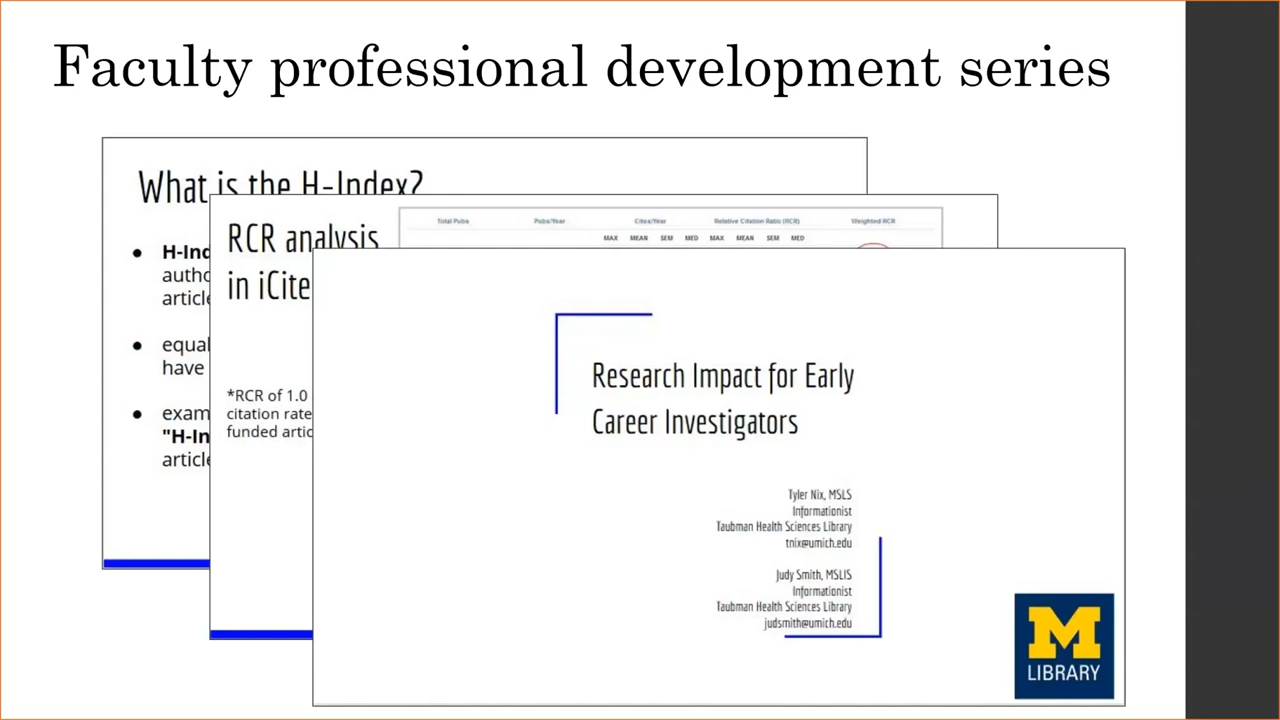 Faculty professional development series
What is the H-Index?
● H-Ind
autho
article
● equal
have
● exam
"H-In
article
RCR analysis
in iCite
*RCR of 1.0
citation rate
funded artic
Total Pubs Pubs/Year Cites/Year Relative Citation Ratio (RCR) Weighted RCR
MAX MEAN SEM MED MAX MEAN SEM MED
Research Impact for Early
Career Investigators
Tyler Nix, MSLS
Informationist
Taubman Health Sciences Library
tnix@umich.edu
Judy Smith, MSLIS
Informationist
Taubman Health Sciences Library
judsmith@umich.edu
M
LIBRARY